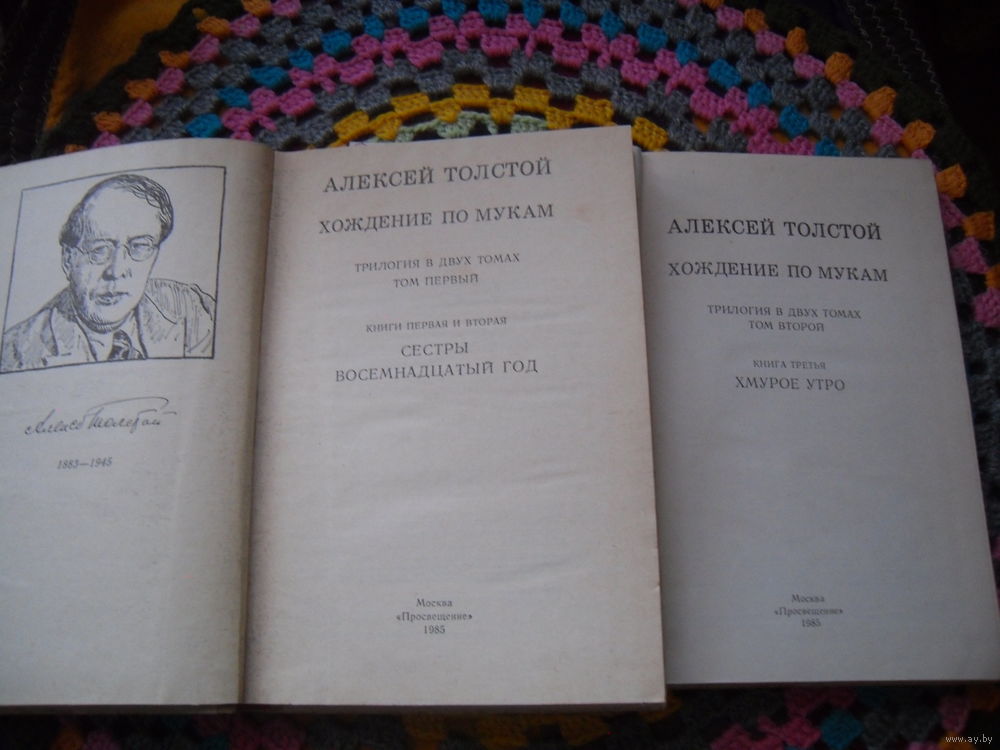 Алексей Толстой
1883—1945
АЛЕКСЕЙ ТОЛСТОЙ
ХОЖДЕНИЕ ПО МУКАМ
ТРИЛОГИЯ В ДВУХ ТОМАХ
ТОМ ПЕРВЫЙ
КНИГИ ПЕРВАЯ И ВТОРАЯ
СЕСТРЫ
ВОСЕМНАДЦАТЫЙ ГОД
Москва
«Просвещение»
1985
АЛЕКСЕЙ ТОЛСТОЙ
ХОЖДЕНИЕ ПО МУКАМ
ТРИЛОГИЯ В ДВУХ ТОМАХ
ТОМ ВТОРОЙ
КНИГА ТРЕТЬЯ
ХМУРОЕ УТРО
Москва
«Просвещение»
1985
www.ay.by